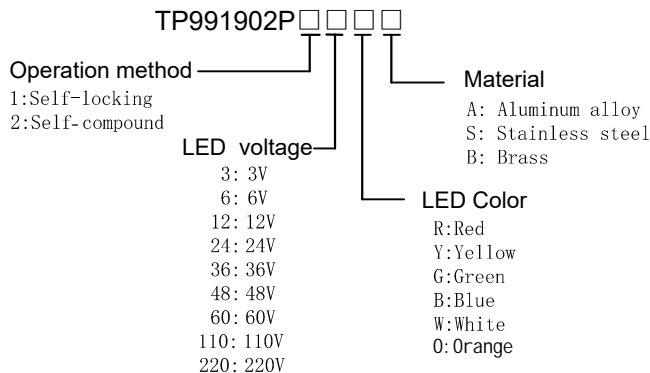 TP991902P□□□□
Operation method
1:Self-locking
2:Self-compound
LED voltage
3: 3V
6: 6V
12: 12V
24: 24V
36: 36V
48: 48V
60: 60V
110: 110V
220: 220V
Material
A: Aluminum alloy
S: Stainless steel
B: Brass
LED Color
R:Red
Y:Yellow
G:Green
B:Blue
W:White
O:Orange